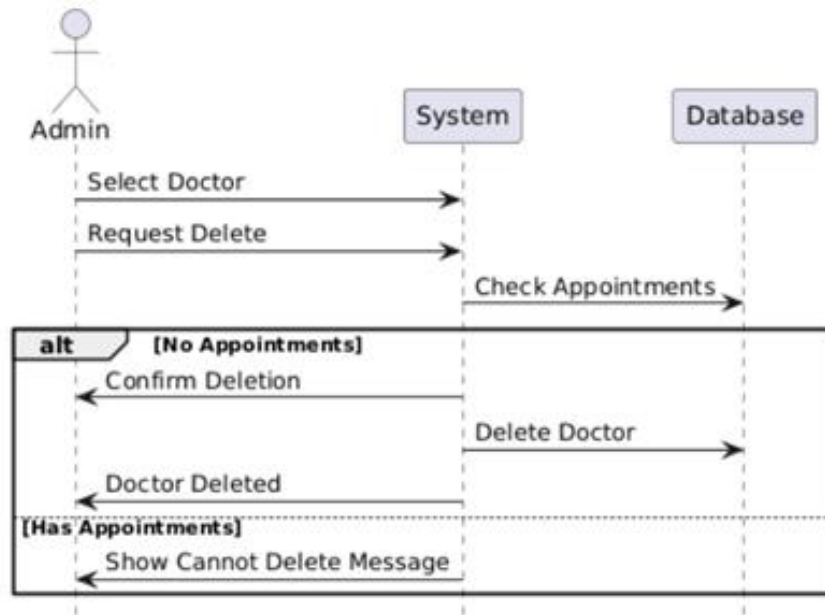 Admin
System
Database
Select Doctor
Request Delete
Check Appointments
alt [No Appointments]
Confirm Deletion
Delete Doctor
Doctor Deleted
[Has Appointments]
Show Cannot Delete Message